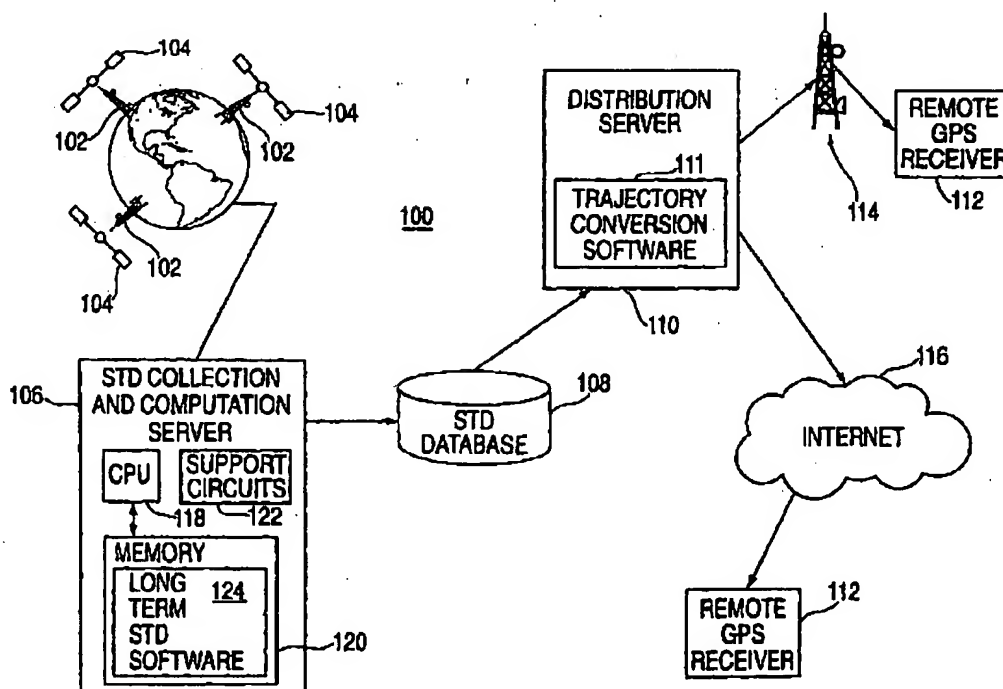 104
104
104
102
102
102
100
106
STD COLLECTION
AND COMPUTATION
SERVER
CPU
118
SUPPORT
CIRCUITS
122
MEMORY
LONG
TERM
STD
SOFTWARE
124
120
STD
DATABASE
108
DISTRIBUTION
SERVER
111
TRAJECTORY
CONVERSION
SOFTWARE
110
114
REMOTE
GPS
RECEIVER
112
116
INTERNET
REMOTE
GPS
RECEIVER
112